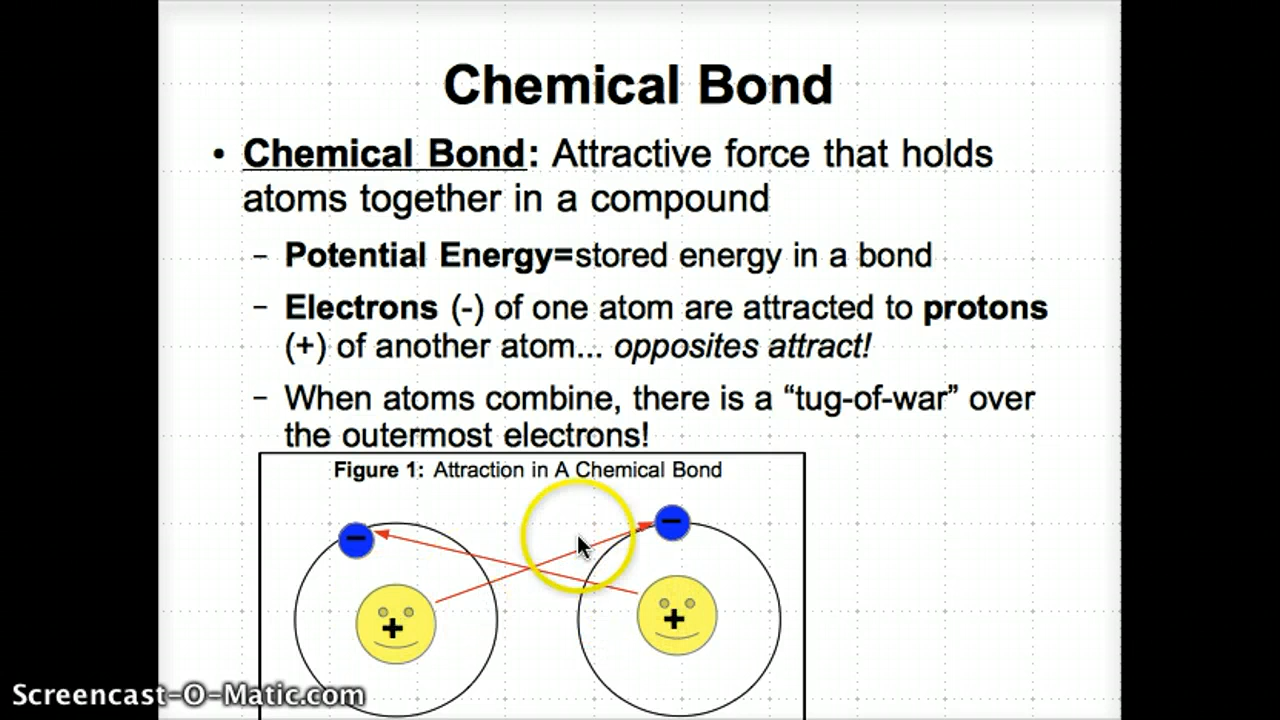 Chemical Bond
• Chemical Bond: Attractive force that holds
atoms together in a compound
– Potential Energy=stored energy in a bond
– Electrons (-) of one atom are attracted to protons
(+) of another atom... opposites attract!
– When atoms combine, there is a “tug-of-war” over
the outermost electrons!
Figure 1: Attraction in A Chemical Bond
− −
+ +
Screencast-O-Matic.com